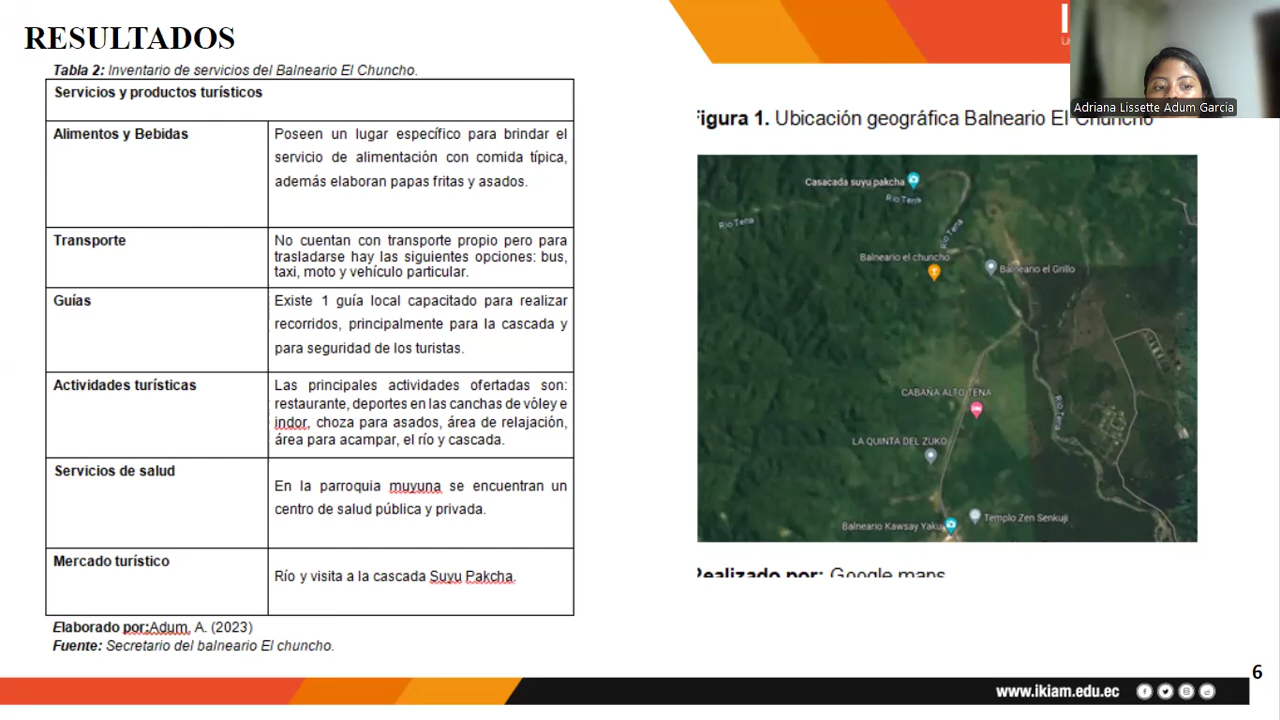 RESULTADOS
Tabla 2: Inventario de servicios del Balneario El Chuncho.
Servicios y productos turísticos
Alimentos y Bebidas
Poseen un lugar específico para brindar el
servicio de alimentación con comida típica,
además elaboran papas fritas y asados.
Transporte
No cuentan con transporte propio pero para
trasladarse hay las siguientes opciones: bus,
taxi, moto y vehículo particular.
Guías
Existe 1 guía local capacitado para realizar
recorridos, principalmente para la cascada y
para seguridad de los turistas.
Actividades turísticas
Las principales actividades ofertadas son:
restaurante, deportes en las canchas de vóley e
indor, choza para asados, área de relajación,
área para acampar, el río y cascada.
Servicios de salud
En la parroquia muyuna se encuentran un
centro de salud pública y privada.
Mercado turístico
Río y visita a la cascada Suyu Pakcha.
Elaborado por:Adum, A. (2023)
Fuente: Secretario del balneario El chuncho.
Adriana Lissette Adum Garcia
Figura 1. Ubicación geográfica Balneario El Chuncho
Casacada suyu pakcha
Rio Tena
Rio Tena
Rio Tena
Balneario el chuncho
Balneario el Grillo
CABAÑA ALTO TENA
Rio Tena
LA QUINTA DEL ZUKO
Templo Zen Senkuji
Balneario Kawsay Yaku
Realizado por: Google maps
6
www.ikiam.edu.ec